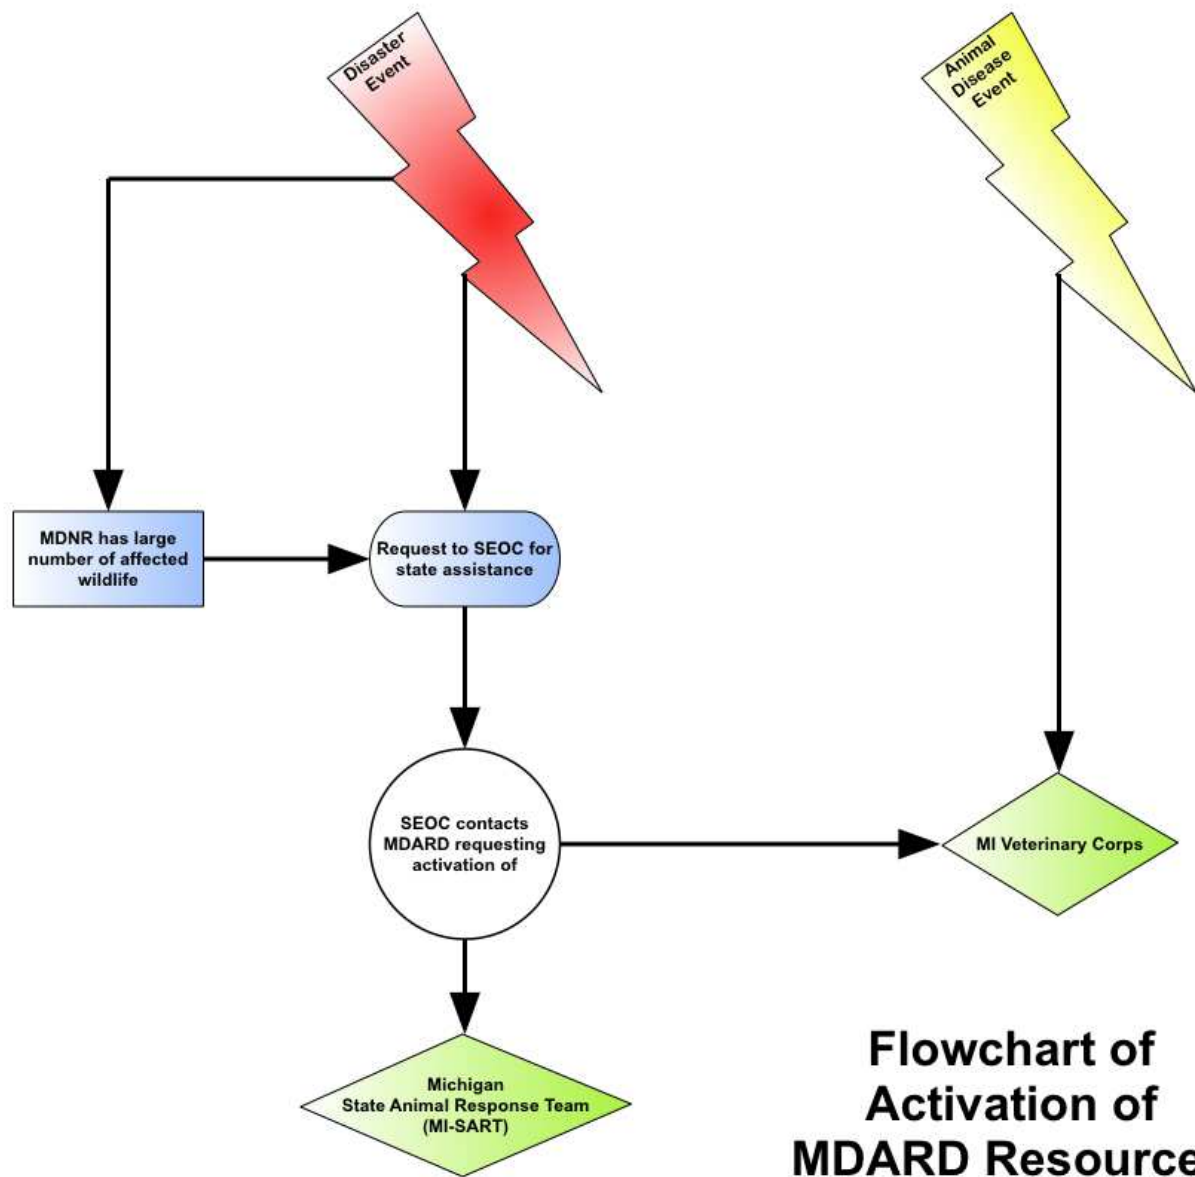 Disaster
Event
Animal
Disease
Event
MDNR has large
number of affected
wildlife
Request to SEOC for
state assistance
SEOC contacts
MDARD requesting
activation of
MI Veterinary Corps
Michigan
State Animal Response Team
(MI-SART)
Flowchart of
Activation of
MDARD Resource